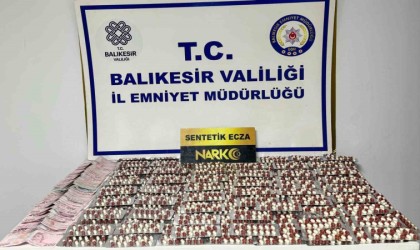 T.C.
BALIKESİR
VALİLİĞİ
T.C.
BALIKESİR VALİLİĞİ
İL EMNİYET MÜDÜRLÜĞÜ
SENTETİK ECZA
NARKO